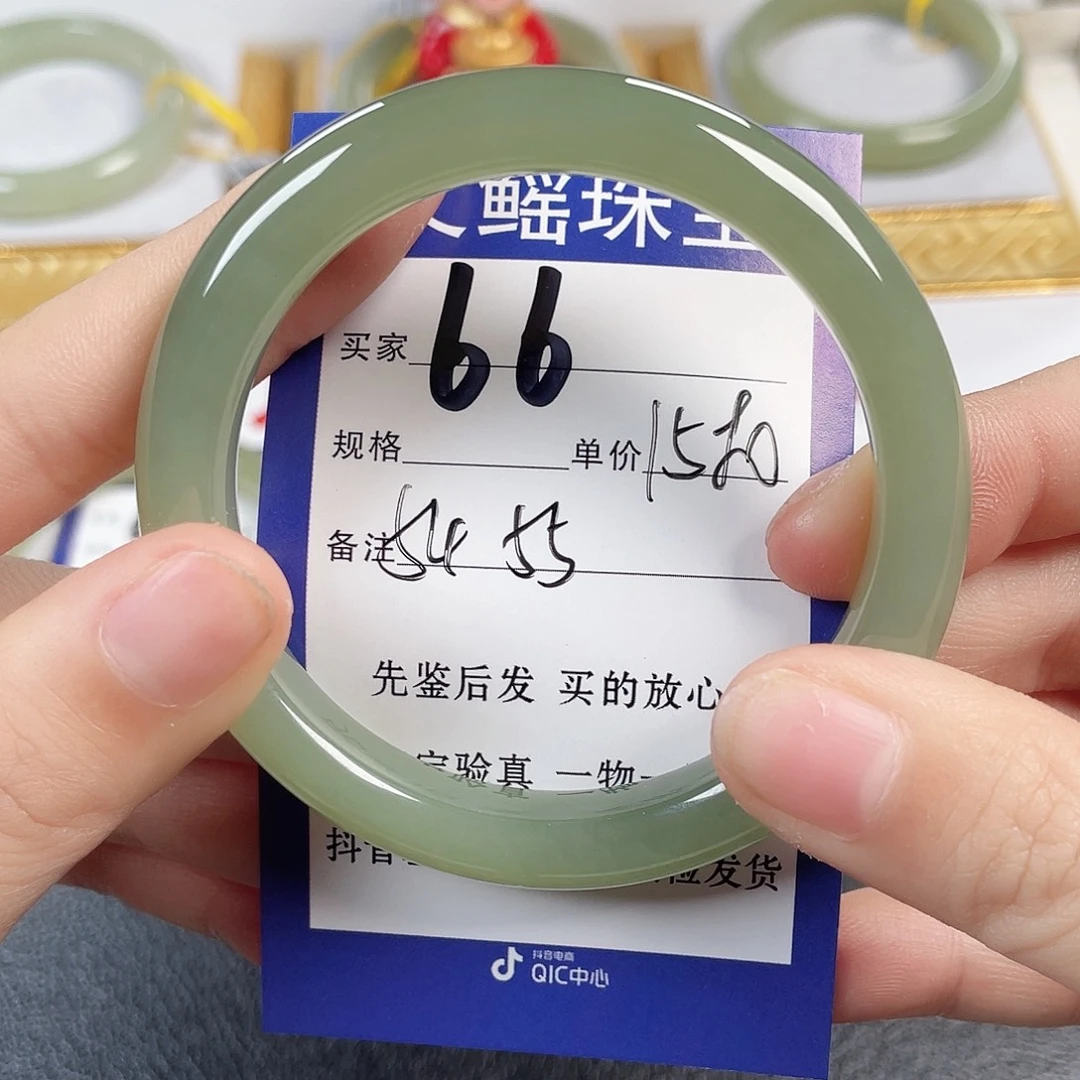 鳐珠
买家 66
规格 单价 1580
备注 54 55
先鉴后发 买的放心
验真 一物一
抖音 发货
抖音电商
QIC中心